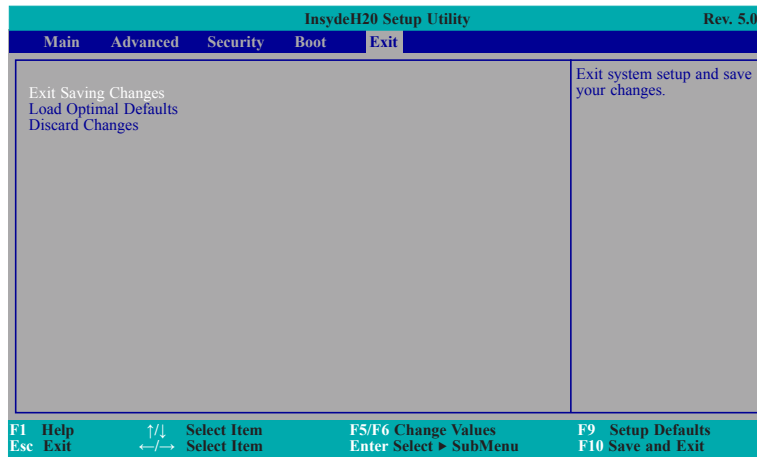 InsydeH20 Setup Utility Rev. 5.0
Main Advanced Security Boot Exit
Exit Saving Changes
Load Optimal Defaults
Discard Changes
Exit system setup and save
your changes.
F1 Help ↑/↓ Select Item F5/F6 Change Values F9 Setup Defaults
Esc Exit ←/→ Select Item Enter Select ► SubMenu F10 Save and Exit